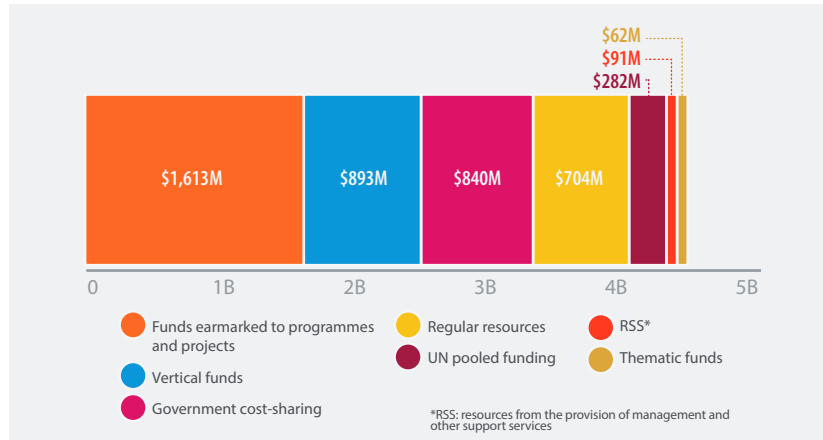 $62M
$91M
$282M
$1,613M
$893M
$840M
$704M
0
1B
2B
3B
4B
5B
Funds earmarked to programmes
and projects
Vertical funds
Government cost-sharing
Regular resources
UN pooled funding
RSS*
Thematic funds
*RSS: resources from the provision of management and
other support services